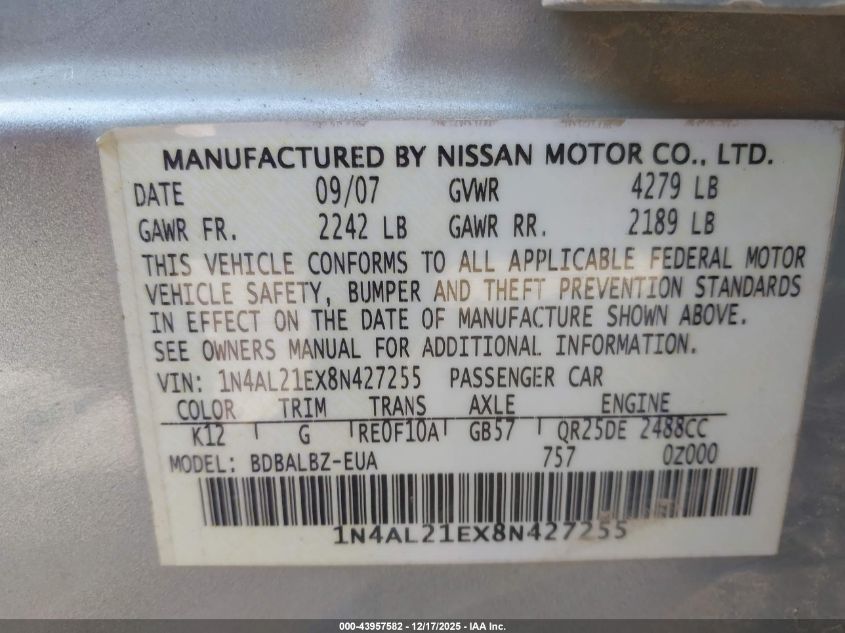 MANUFACTURED BY NISSAN MOTOR CO., LTD.
DATE 09/07 GVWR 4279 LB
GAWR FR. 2242 LB GAWR RR. 2189 LB
THIS VEHICLE CONFORMS TO ALL APPLICABLE FEDERAL MOTOR
VEHICLE SAFETY, BUMPER AND THEFT PREVENTION STANDARDS
IN EFFECT ON THE DATE OF MANUFACTURE SHOWN ABOVE.
SEE OWNERS MANUAL FOR ADDITIONAL INFORMATION.
VIN: 1N4AL21EX8N427255 PASSENGER CAR
COLOR TRIM TRANS AXLE ENGINE
K12 G RE0F10A GB57 QR25DE 2488CC
MODEL: BDBALBZ-EUA 757 0Z000
1N4AL21EX8N427255
000-43957582 - 12/17/2025 - IAA Inc.